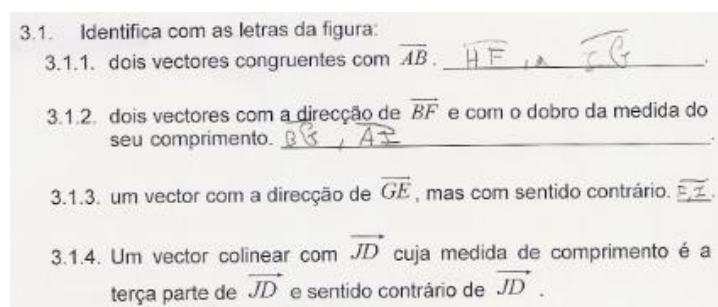 3.1. Identifica com as letras da figura:
3.1.1. dois vectores congruentes com AB. HF, IG.
3.1.2. dois vectores com a direcção de BF e com o dobro da medida do
seu comprimento. BG, AI.
3.1.3. um vector com a direcção de GE, mas com sentido contrário. EI.
3.1.4. Um vector colinear com JD cuja medida de comprimento é a
terça parte de JD e sentido contrário de JD.